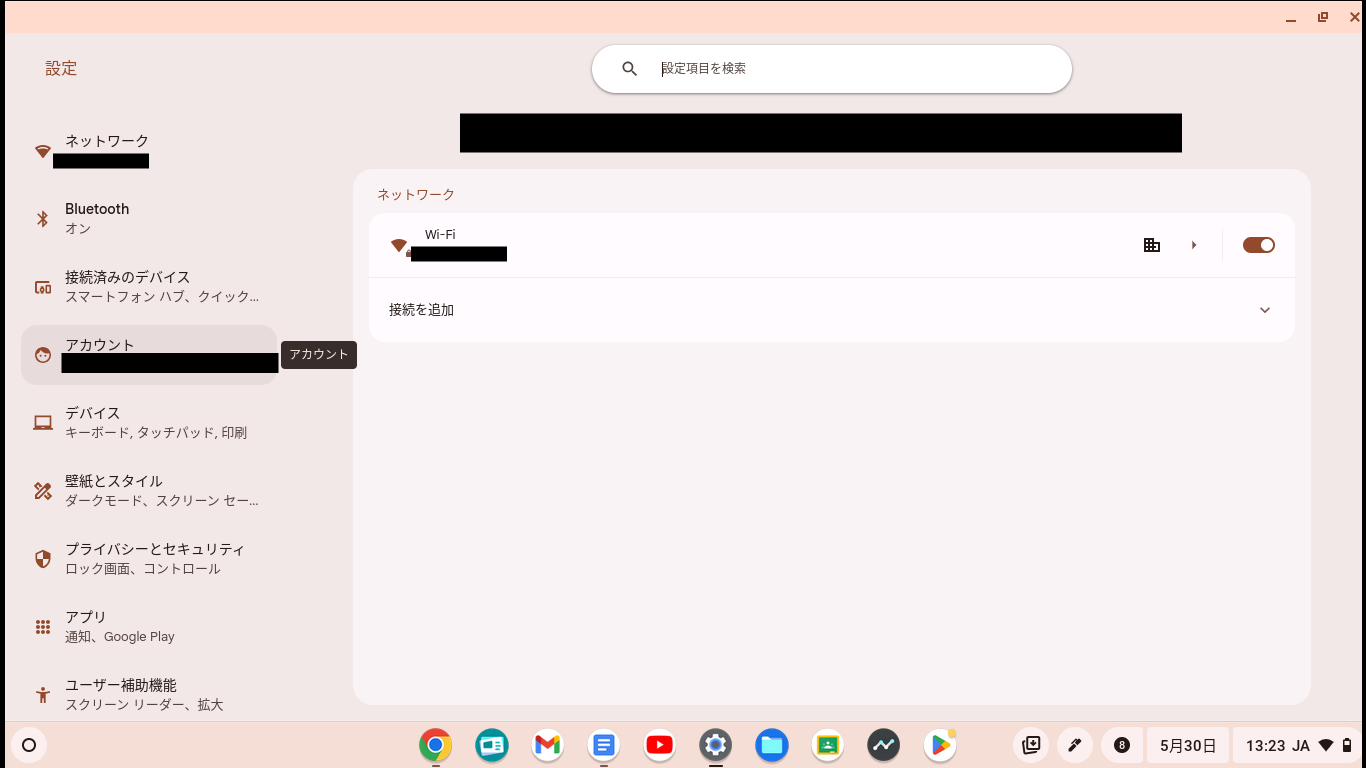 設定
設定項目を検索
ネットワーク
Bluetooth
オン
接続済みのデバイス
スマートフォン ハブ、クイック...
アカウント
アカウント
デバイス
キーボード, タッチパッド, 印刷
壁紙とスタイル
ダークモード、スクリーン セー...
プライバシーとセキュリティ
ロック画面、コントロール
アプリ
通知、Google Play
ユーザー補助機能
スクリーン リーダー、拡大
ネットワーク
Wi-Fi
接続を追加
8
5月30日
13:23 JA